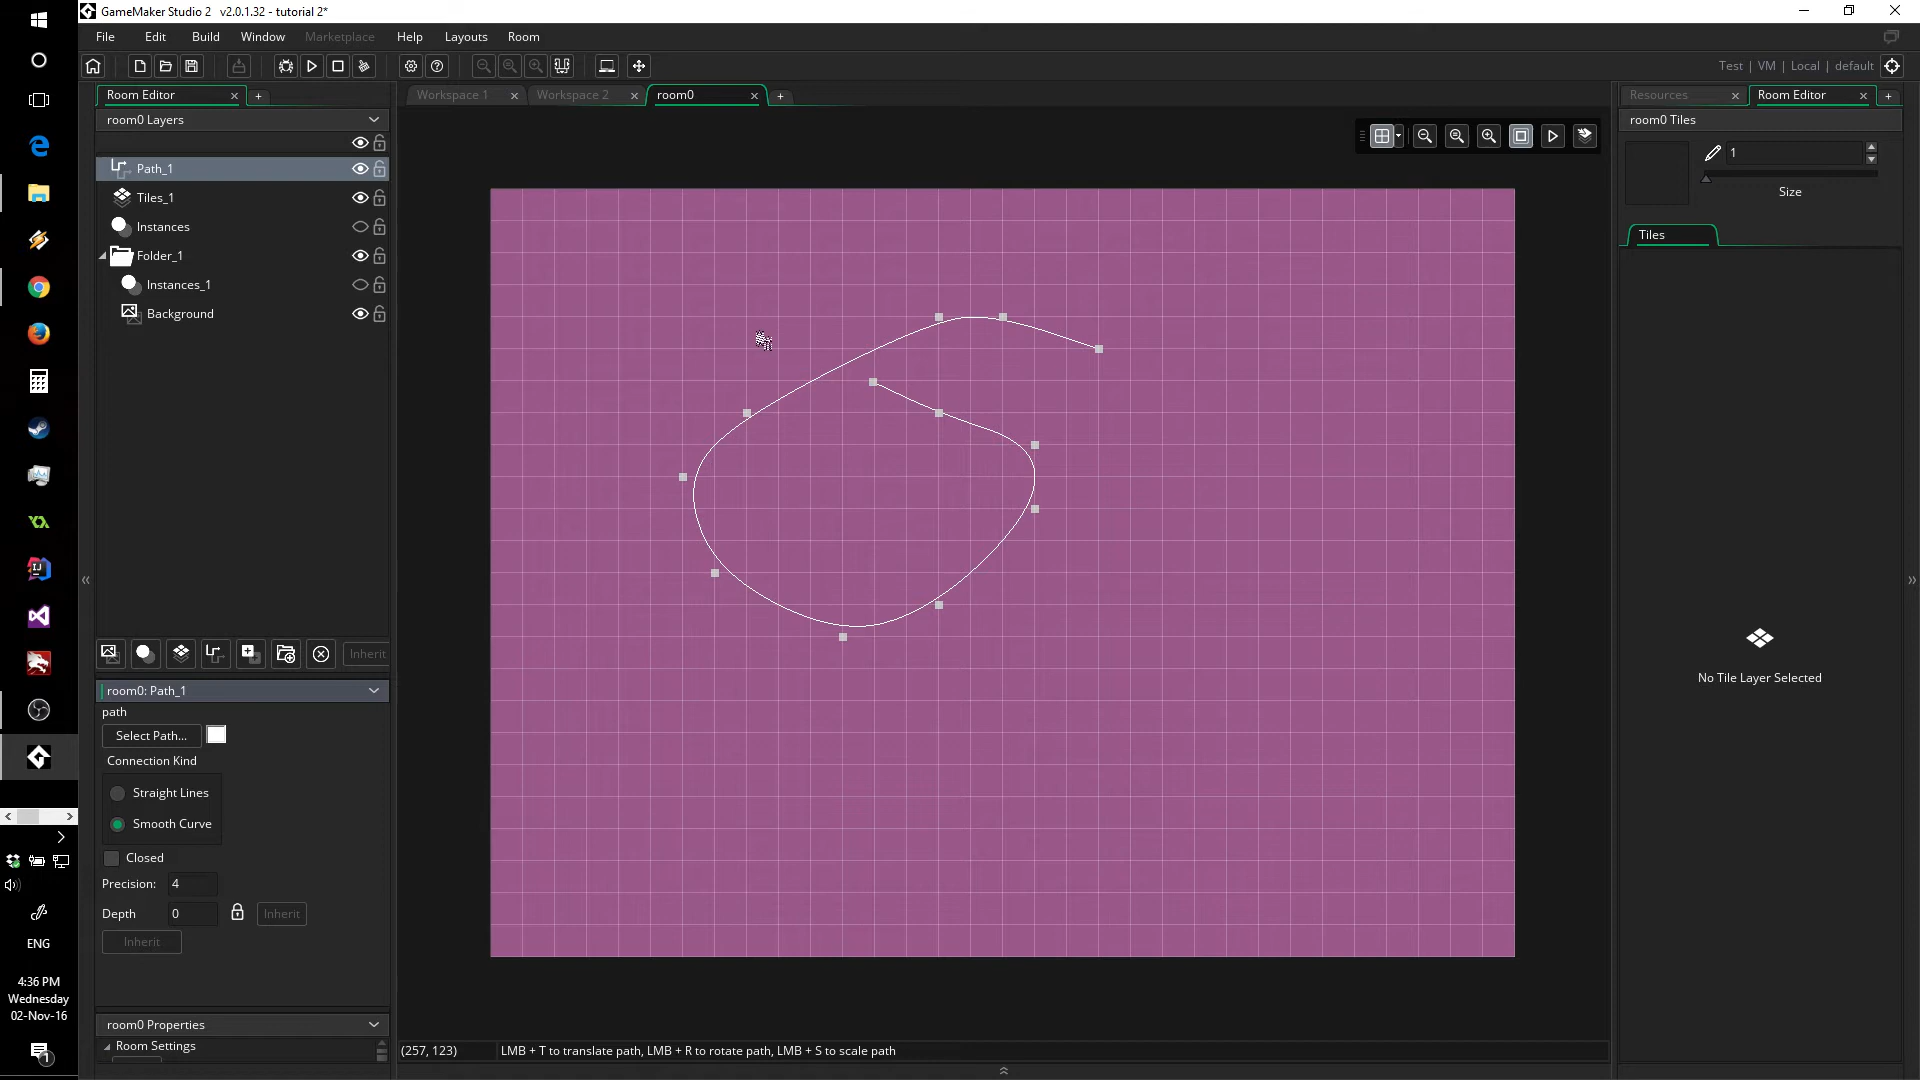 GameMaker Studio 2 v2.0.1.32 - tutorial 2*
File Edit Build Window Marketplace Help Layouts Room
Test | VM | Local | default
Room Editor
Workspace 1
Workspace 2
room0
Resources
Room Editor
room0 Layers
room0 Tiles
Path_1
1
Tiles_1
Size
Instances
Tiles
Folder_1
Instances_1
Background
Inherit
No Tile Layer Selected
room0: Path_1
path
Select Path...
Connection Kind
Straight Lines
Smooth Curve
Closed
Precision: 4
Depth 0 Inherit
Inherit
ENG
4:36 PM
Wednesday
02-Nov-16
1
room0 Properties
Room Settings
(257, 123) LMB + T to translate path, LMB + R to rotate path, LMB + S to scale path